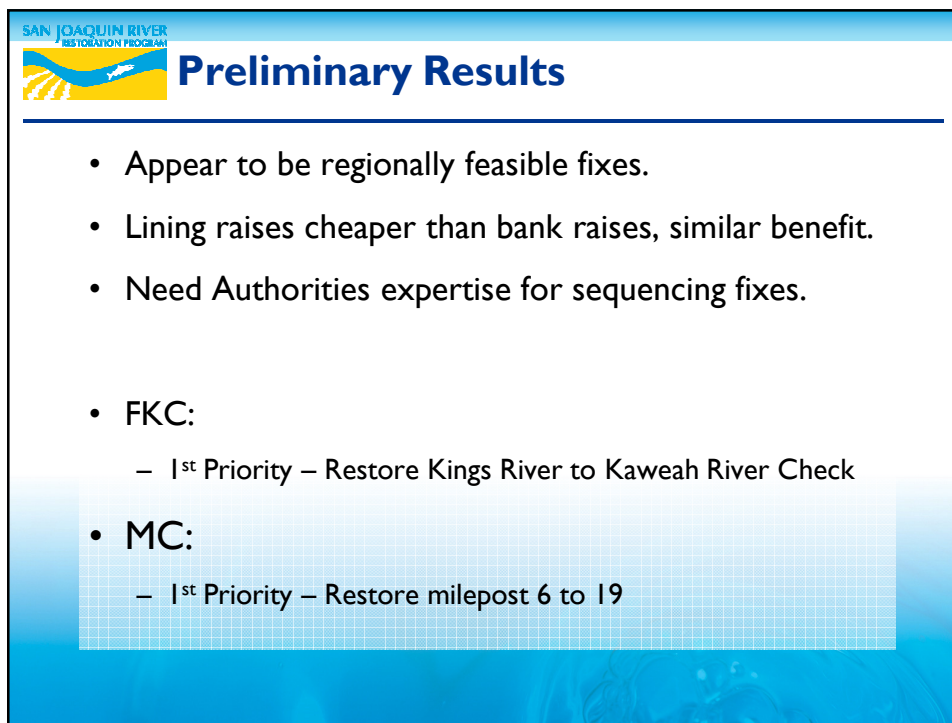 SAN JOAQUIN RIVER
RESTORATION PROGRAM
Preliminary Results
• Appear to be regionally feasible fixes.
• Lining raises cheaper than bank raises, similar benefit.
• Need Authorities expertise for sequencing fixes.
• FKC:
– 1st Priority – Restore Kings River to Kaweah River Check
• MC:
– 1st Priority – Restore milepost 6 to 19